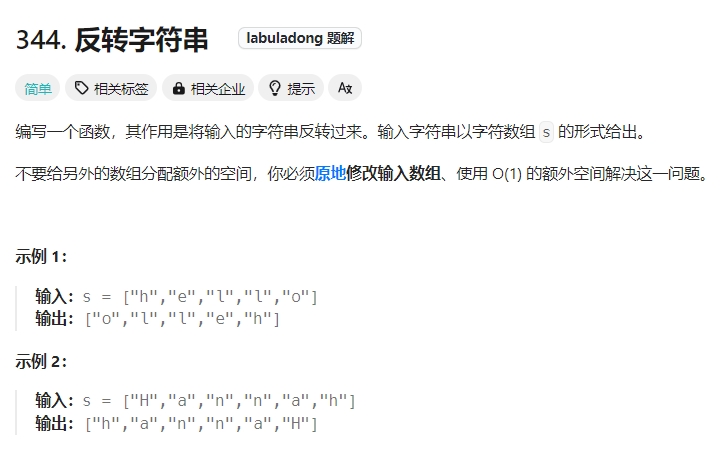 344. 反转字符串 labuladong 题解
简单 相关标签 相关企业 提示 Aあ
编写一个函数，其作用是将输入的字符串反转过来。输入字符串以字符数组 s 的形式给出。
不要给另外的数组分配额外的空间，你必须原地修改输入数组、使用 O(1) 的额外空间解决这一问题。
示例 1：
输入：s = ["h","e","l","l","o"]
输出：["o","l","l","e","h"]
示例 2：
输入：s = ["H","a","n","n","a","h"]
输出：["h","a","n","n","a","H"]